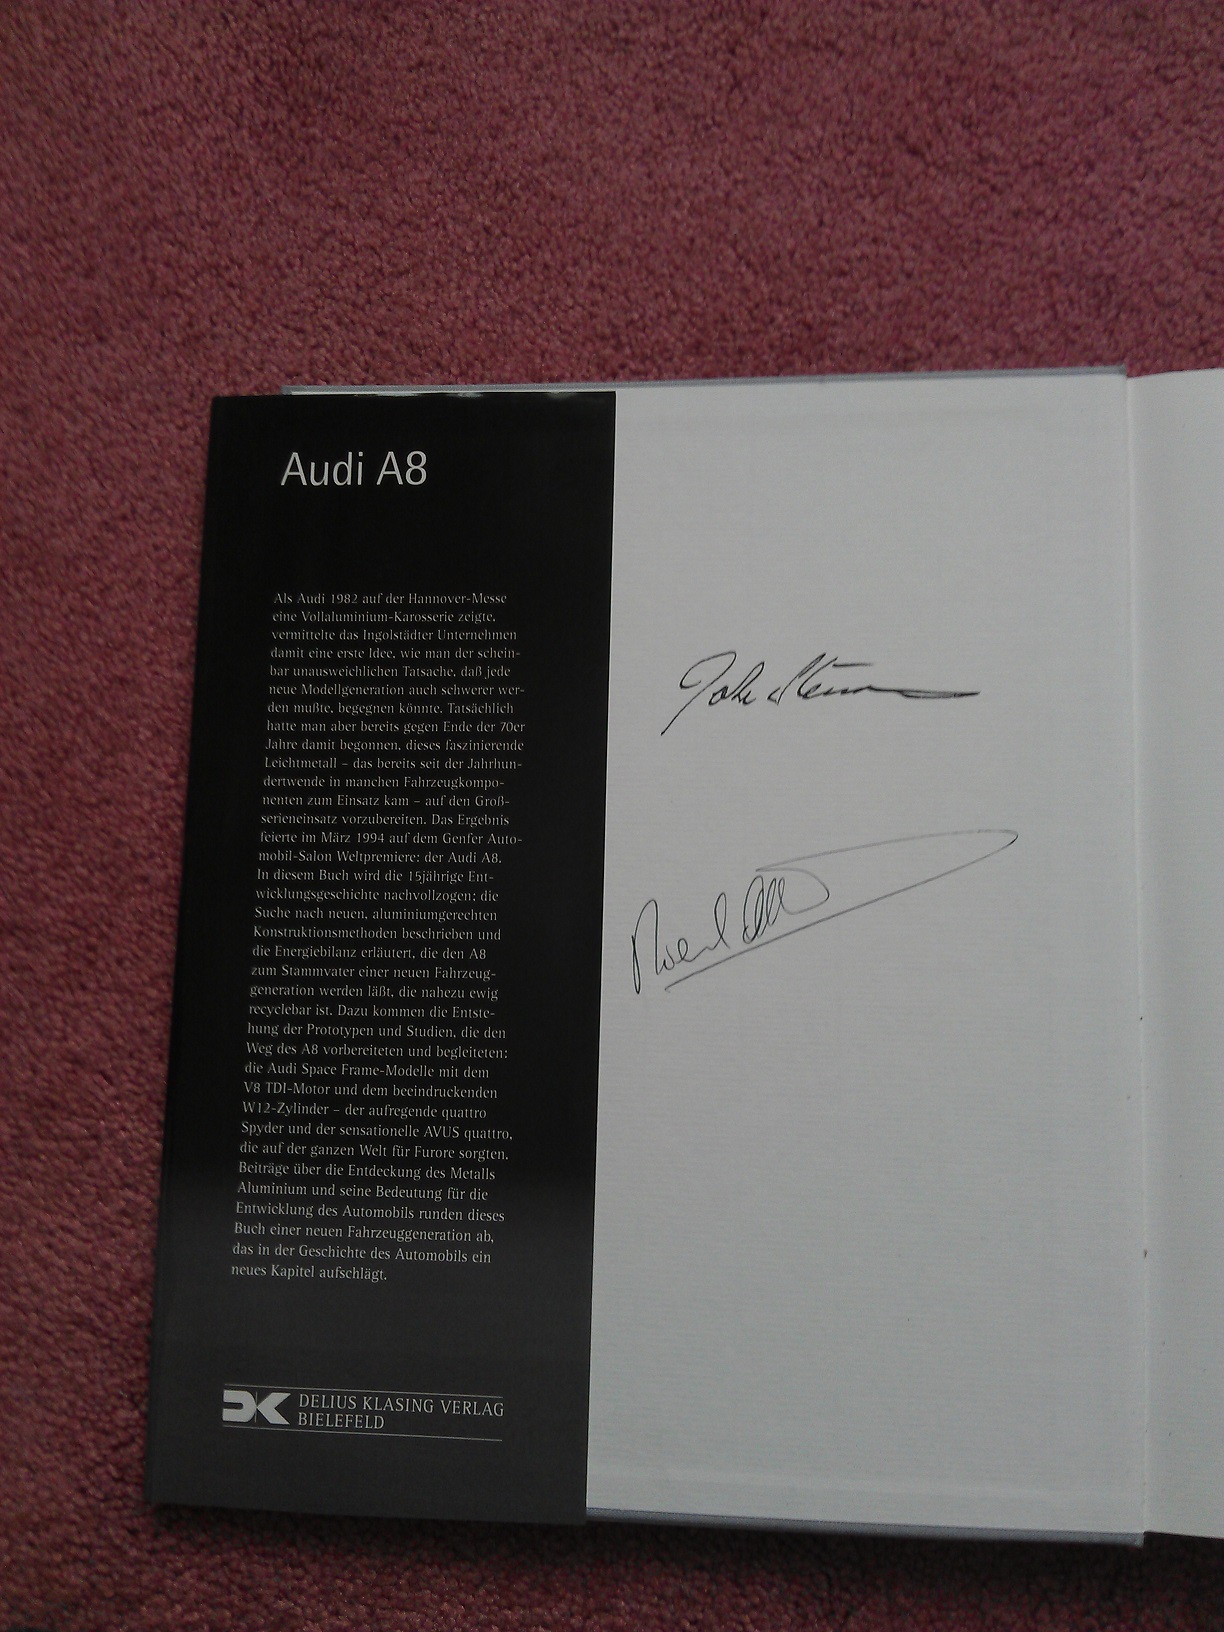 Audi A8
Als Audi 1982 auf der Hannover-Messe
eine Vollaluminium-Karosserie zeigte,
vermittelte das Ingolstädter Unternehmen
damit eine erste Idee, wie man der schein-
bar unausweichlichen Tatsache, daß jede
neue Modellgeneration auch schwerer wer-
den mußte, begegnen könnte. Tatsächlich
hatte man aber bereits gegen Ende der 70er
Jahre damit begonnen, dieses faszinierende
Leichtmetall – das bereits seit der Jahrhun-
dertwende in manchen Fahrzeugkompo-
nenten zum Einsatz kam – auf den Groß-
serieneinsatz vorzubereiten. Das Ergebnis
feierte im März 1994 auf dem Genfer Auto-
mobil-Salon Weltpremiere: der Audi A8.
In diesem Buch wird die 15jährige Ent-
wicklungsgeschichte nachvollzogen; die
Suche nach neuen, aluminiumgerechten
Konstruktionsmethoden beschrieben und
die Energiebilanz erläutert, die den A8
zum Stammvater einer neuen Fahrzeug-
generation werden läßt, die nahezu ewig
recyclebar ist. Dazu kommen die Entste-
hung der Prototypen und Studien, die den
Weg des A8 vorbereiteten und begleiteten:
die Audi Space Frame-Modelle mit dem
V8 TDI-Motor und dem beeindruckenden
W12-Zylinder – der aufregende quattro
Spyder und der sensationelle AVUS quattro,
die auf der ganzen Welt für Furore sorgten.
Beiträge über die Entdeckung des Metalls
Aluminium und seine Bedeutung für die
Entwicklung des Automobils runden dieses
Buch einer neuen Fahrzeuggeneration ab,
das in der Geschichte des Automobils ein
neues Kapitel aufschlägt.
DK DELIUS KLASING VERLAG
BIELEFELD